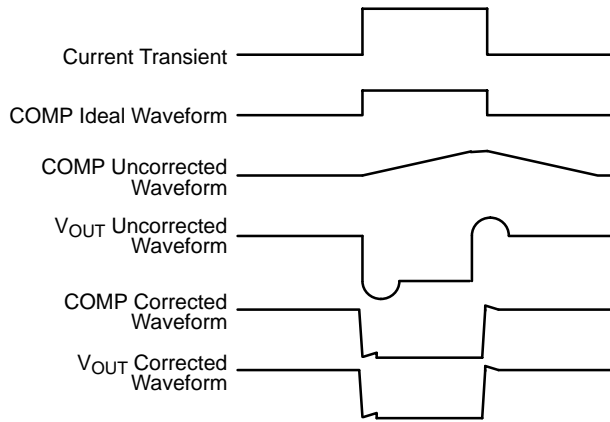 Current Transient
COMP Ideal Waveform
COMP Uncorrected
Waveform
VOUT Uncorrected
Waveform
COMP Corrected
Waveform
VOUT Corrected
Waveform